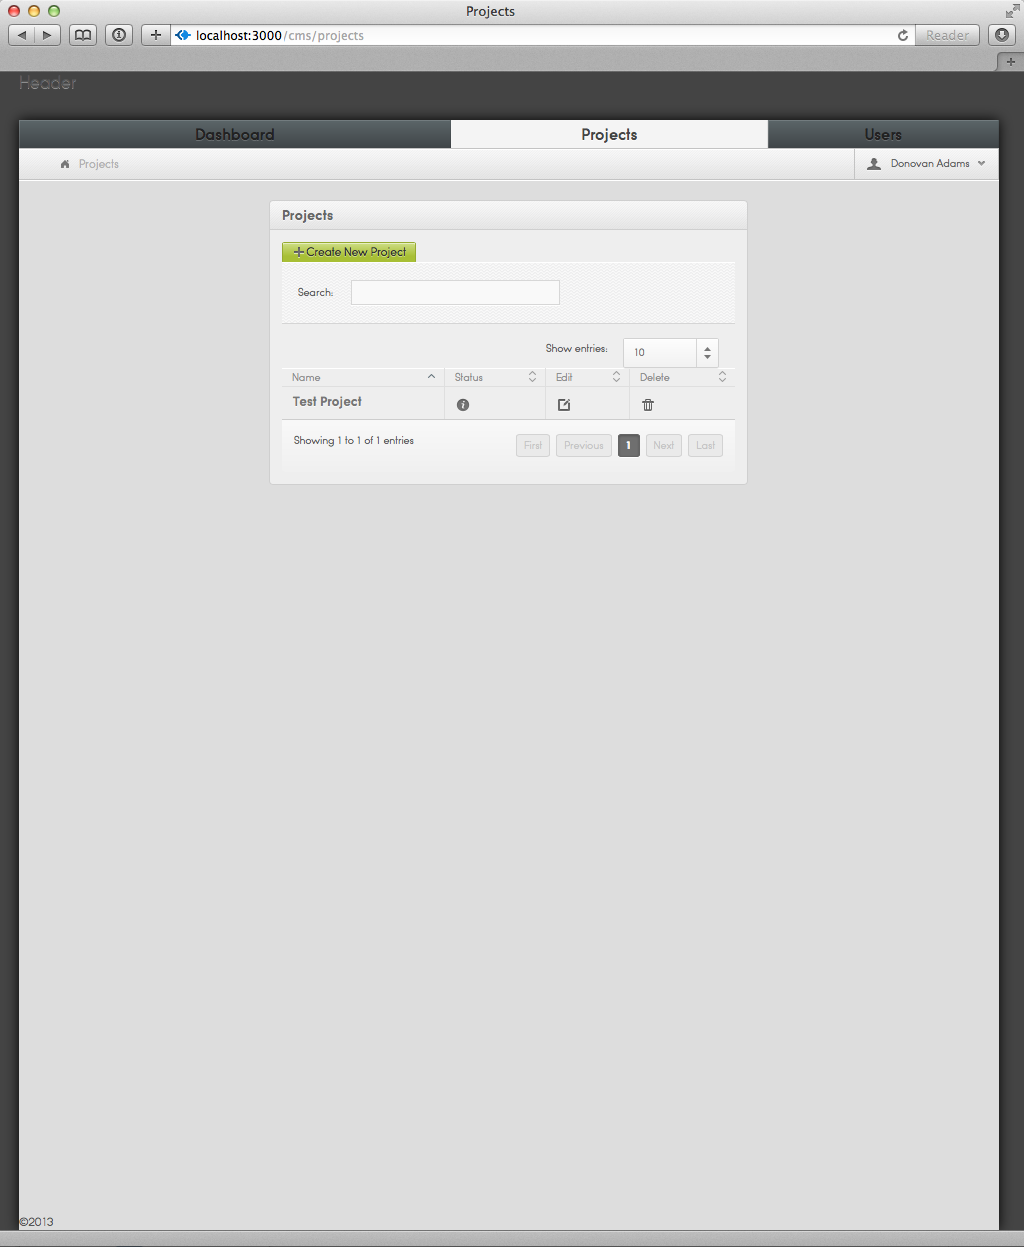 Projects
localhost:3000/cms/projects
Reader
Header
Dashboard Projects Users
Projects Donovan Adams
Projects
Create New Project
Search:
Show entries: 10
Name Status Edit Delete
Test Project
Showing 1 to 1 of 1 entries First Previous 1 Next Last
©2013